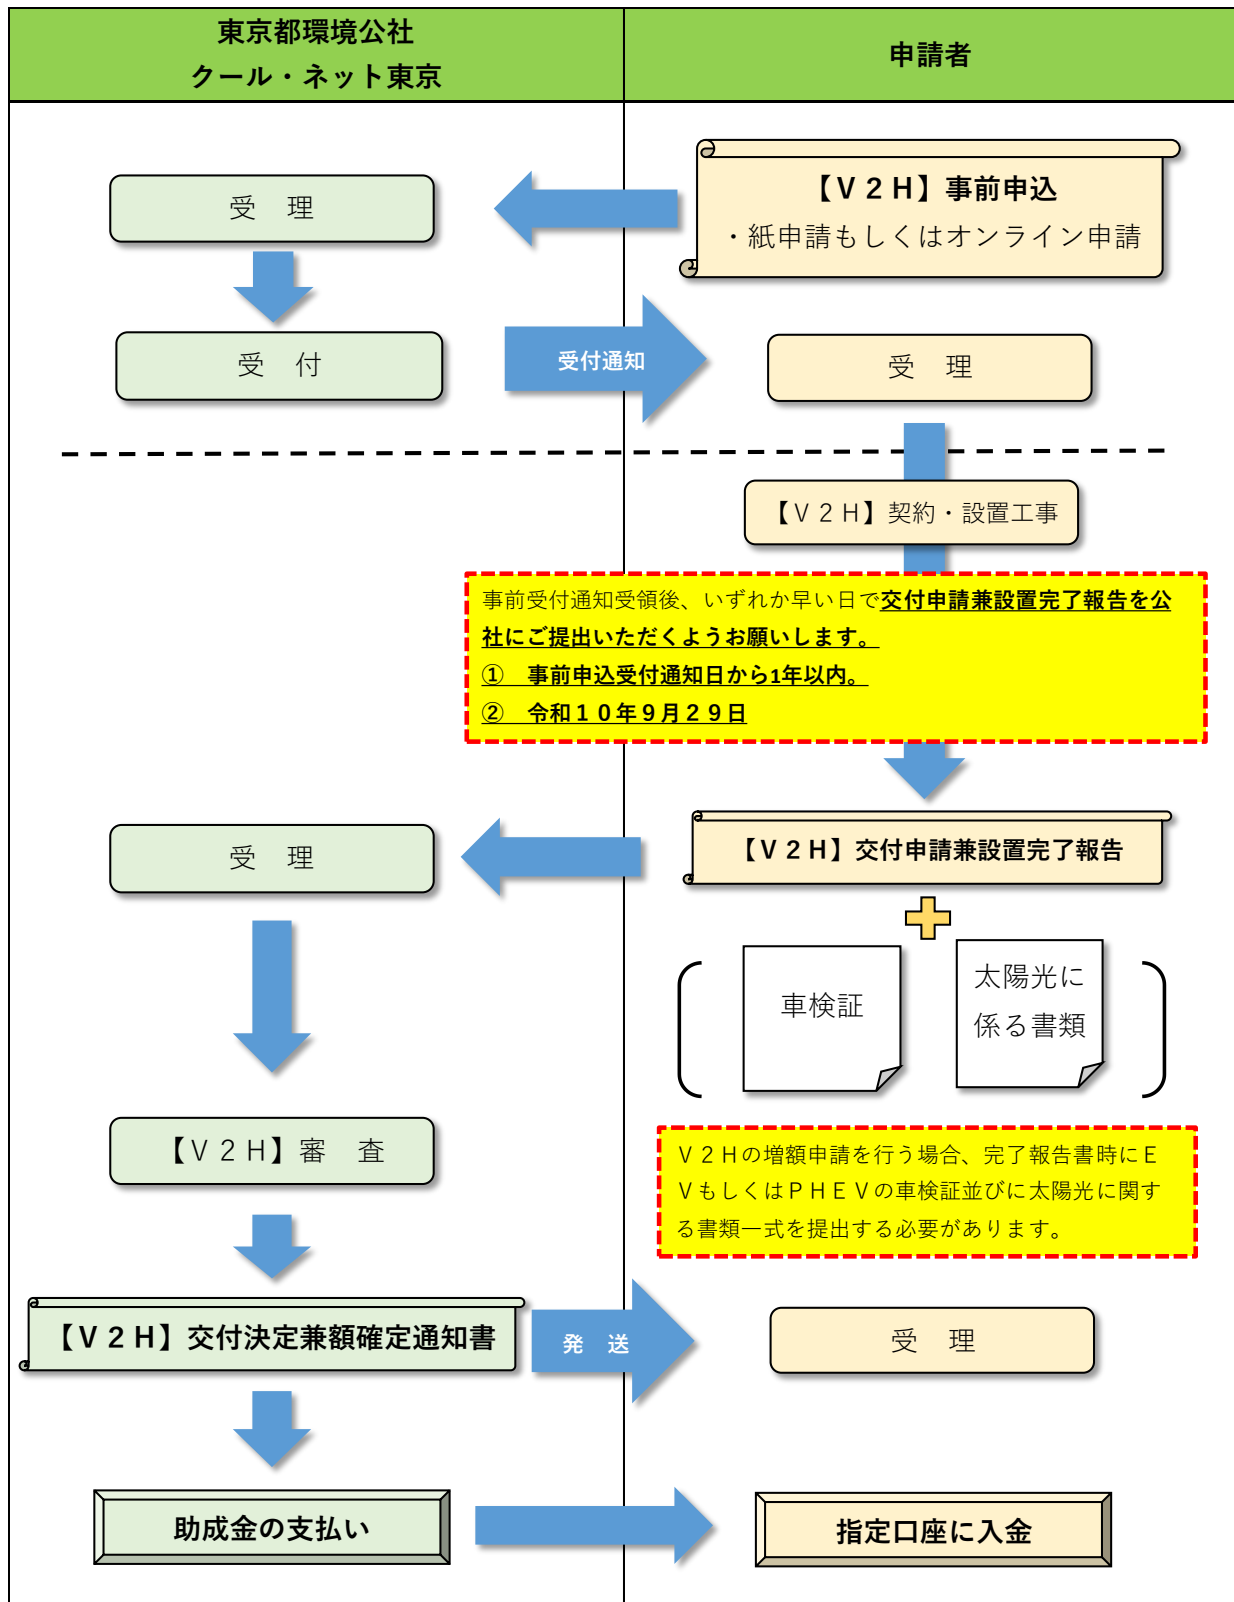 東京都環境公社
クール・ネット東京
申請者
【Ｖ２Ｈ】事前申込
・紙申請もしくはオンライン申請
受　理
受　付
受付通知
受　理
【Ｖ２Ｈ】契約・設置工事
事前受付通知受領後、いずれか早い日で交付申請兼設置完了報告を公
社にご提出いただくようお願いします。
①　事前申込受付通知日から1年以内。
②　令和１０年９月２９日
【Ｖ２Ｈ】交付申請兼設置完了報告
受　理
車検証
太陽光に
係る書類
【Ｖ２Ｈ】審　査
Ｖ２Ｈの増額申請を行う場合、完了報告書時にＥ
ＶもしくはＰＨＥＶの車検証並びに太陽光に関す
る書類一式を提出する必要があります。
【Ｖ２Ｈ】交付決定兼額確定通知書
発　送
受　理
助成金の支払い
指定口座に入金